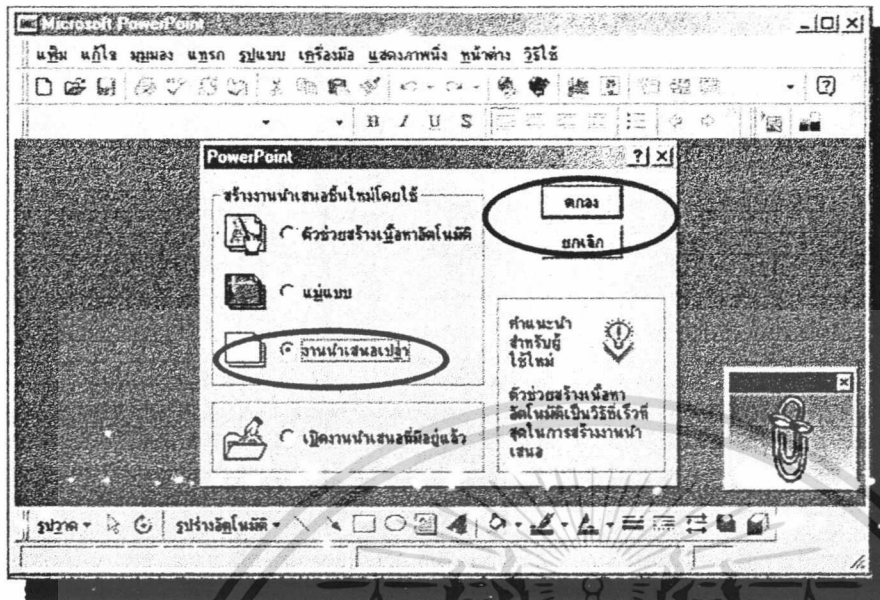 Microsoft PowerPoint
แฟ้ม แก้ไข มุมมอง แทรก รูปแบบ เครื่องมือ แสดงภาพนิ่ง หน้าต่าง วิธีใช้
B I U S
PowerPoint
สร้างงานนำเสนอชิ้นใหม่โดยใช้
ตัวช่วยสร้างเนื้อหาอัตโนมัติ
แม่แบบ
งานนำเสนอเปล่า
เปิดงานนำเสนอที่มีอยู่แล้ว
ตกลง
ยกเลิก
คำแนะนำ
สำหรับผู้
ใช้ใหม่
ตัวช่วยสร้างเนื้อหา
อัตโนมัติเป็นวิธีที่เร็วที่
สุดในการสร้างงานนำ
เสนอ
รูปวาด รูปร่างอัตโนมัติ